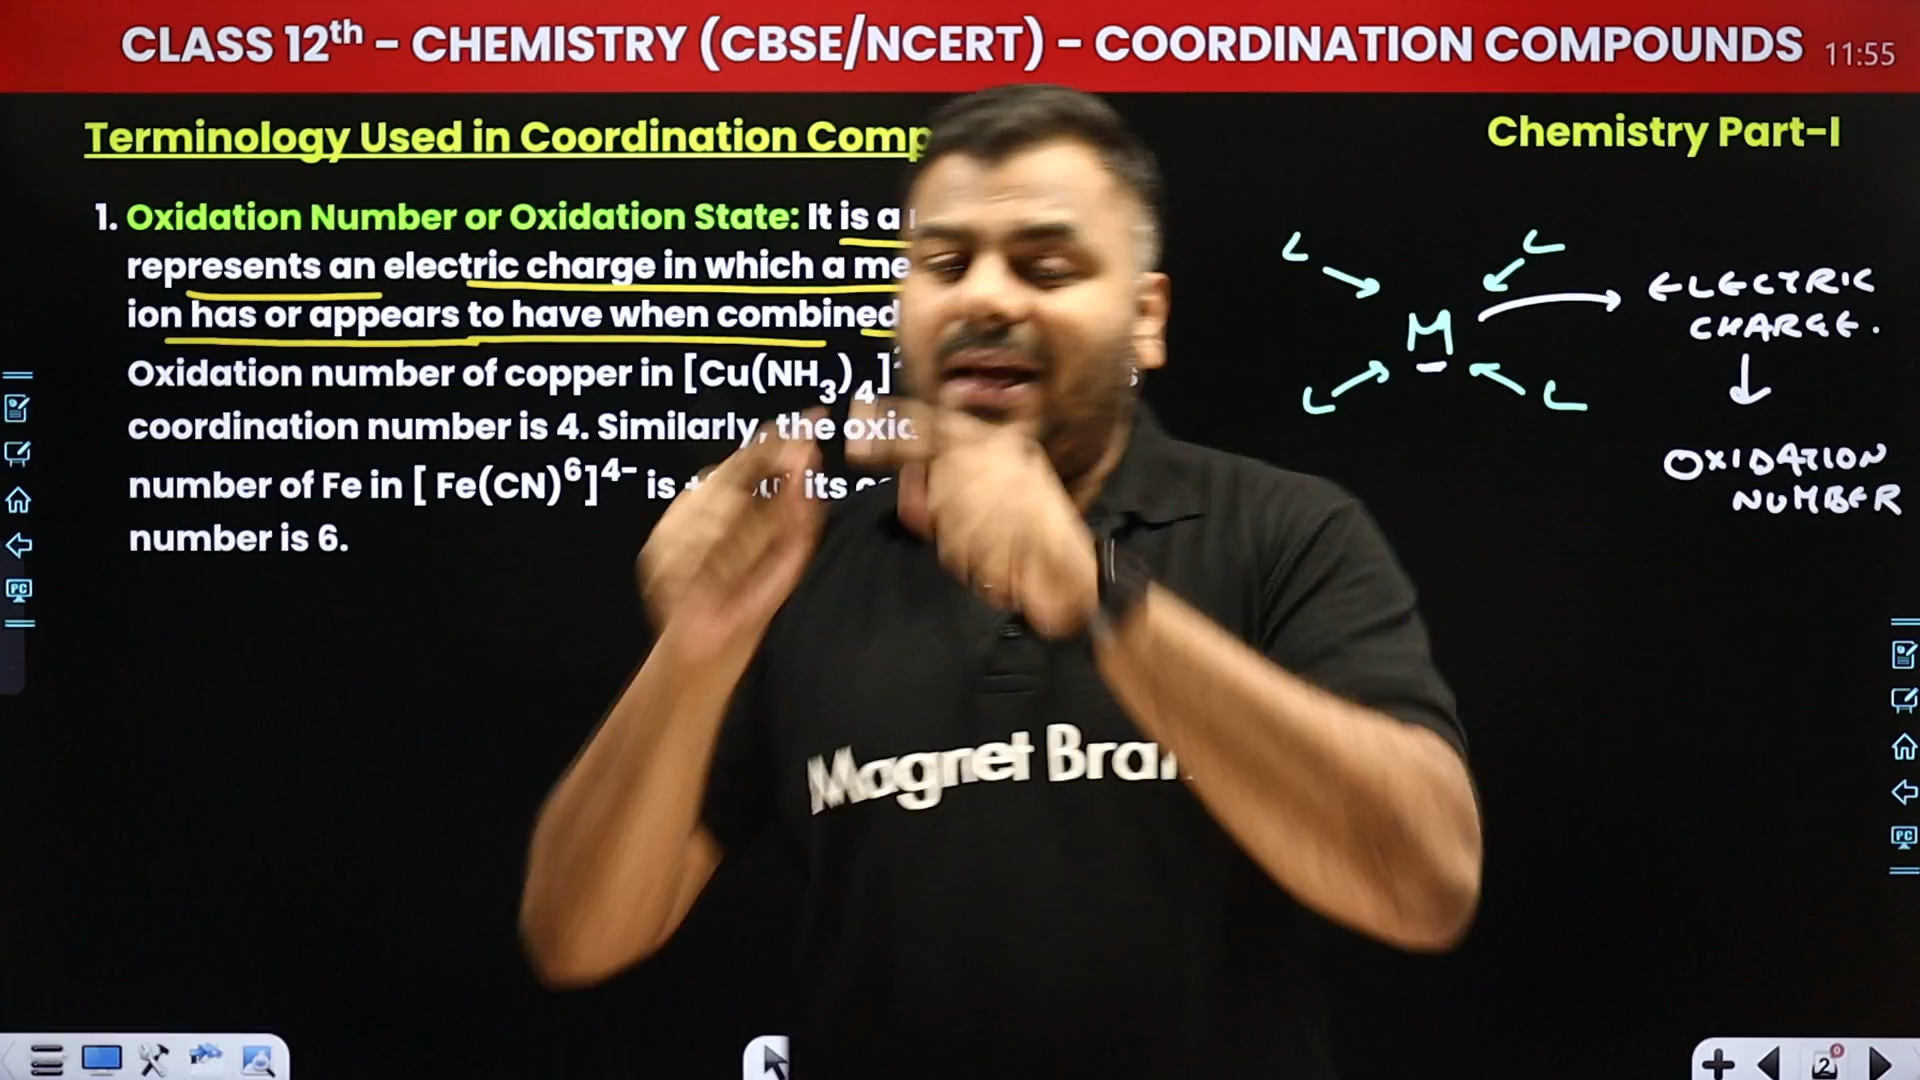 CLASS 12th - CHEMISTRY (CBSE/NCERT) - COORDINATION COMPOUNDS
11:55
Terminology Used in Coordination Comp
Chemistry Part-I
1. Oxidation Number or Oxidation State: It is a
represents an electric charge in which a me
ion has or appears to have when combined
Oxidation number of copper in [Cu(NH3)4]
coordination number is 4. Similarly, the oxid
number of Fe in [ Fe(CN)⁶]⁴⁻ is its
number is 6.
L L
M
L L
ELECTRIC
CHARGE.
OXIDATION
NUMBER
Magnet Bra
PC
PC
2